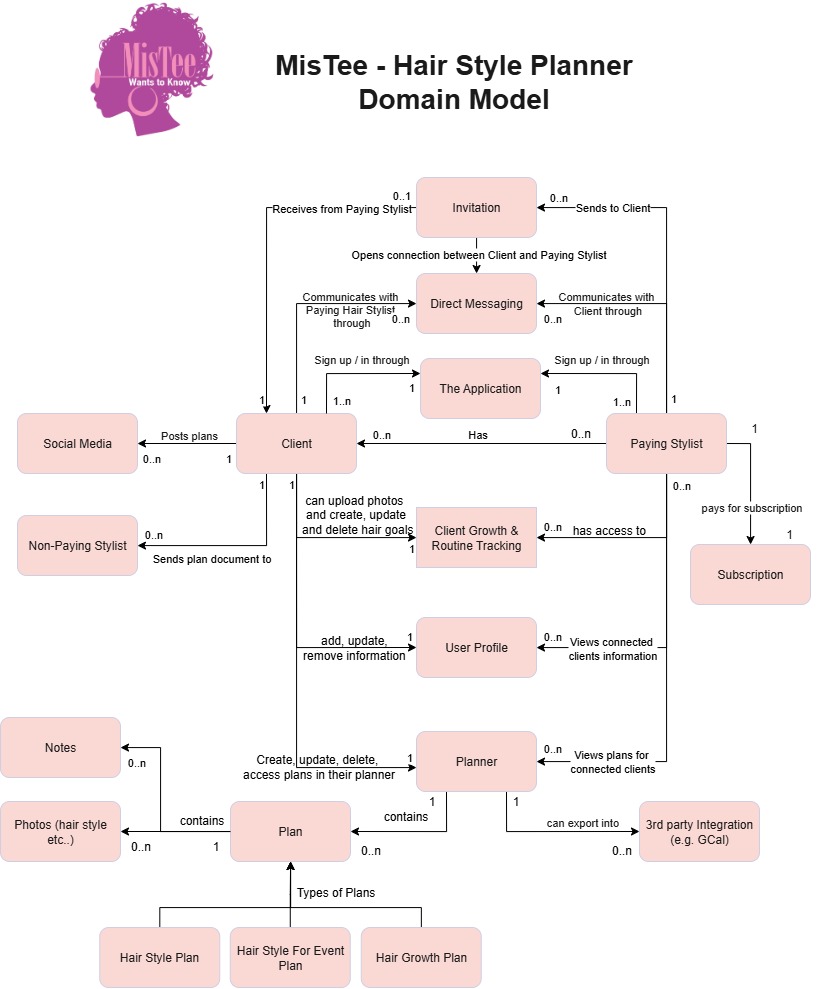 MisTee
Wants to Know
MisTee - Hair Style Planner
Domain Model
0..1
Receives from Paying Stylist
Invitation
0..n
Sends to Client
Opens connection between Client and Paying Stylist
Communicates with
Paying Hair Stylist
through
0..n
Direct Messaging
Communicates with
Client through
0..n
Sign up / in through
1
The Application
Sign up / in through
1
1
1
1..n
1..n
1
Social Media
Posts plans
0..n
1
Client
0..n
Has
0..n
Paying Stylist
1
pays for subscription
1
Subscription
1
1
0..n
Non-Paying Stylist
0..n
Sends plan document to
can upload photos
and create, update
and delete hair goals
1
Client Growth &
Routine Tracking
0..n
has access to
add, update,
remove information
1
User Profile
0..n
Views connected
clients information
Create, update, delete,
access plans in their planner
1
Planner
0..n
Views plans for
connected clients
Notes
0..n
Photos (hair style
etc..)
0..n
contains
1
Plan
contains
1
0..n
1
can export into
0..n
3rd party Integration
(e.g. GCal)
Types of Plans
Hair Style Plan
Hair Style For Event
Plan
Hair Growth Plan